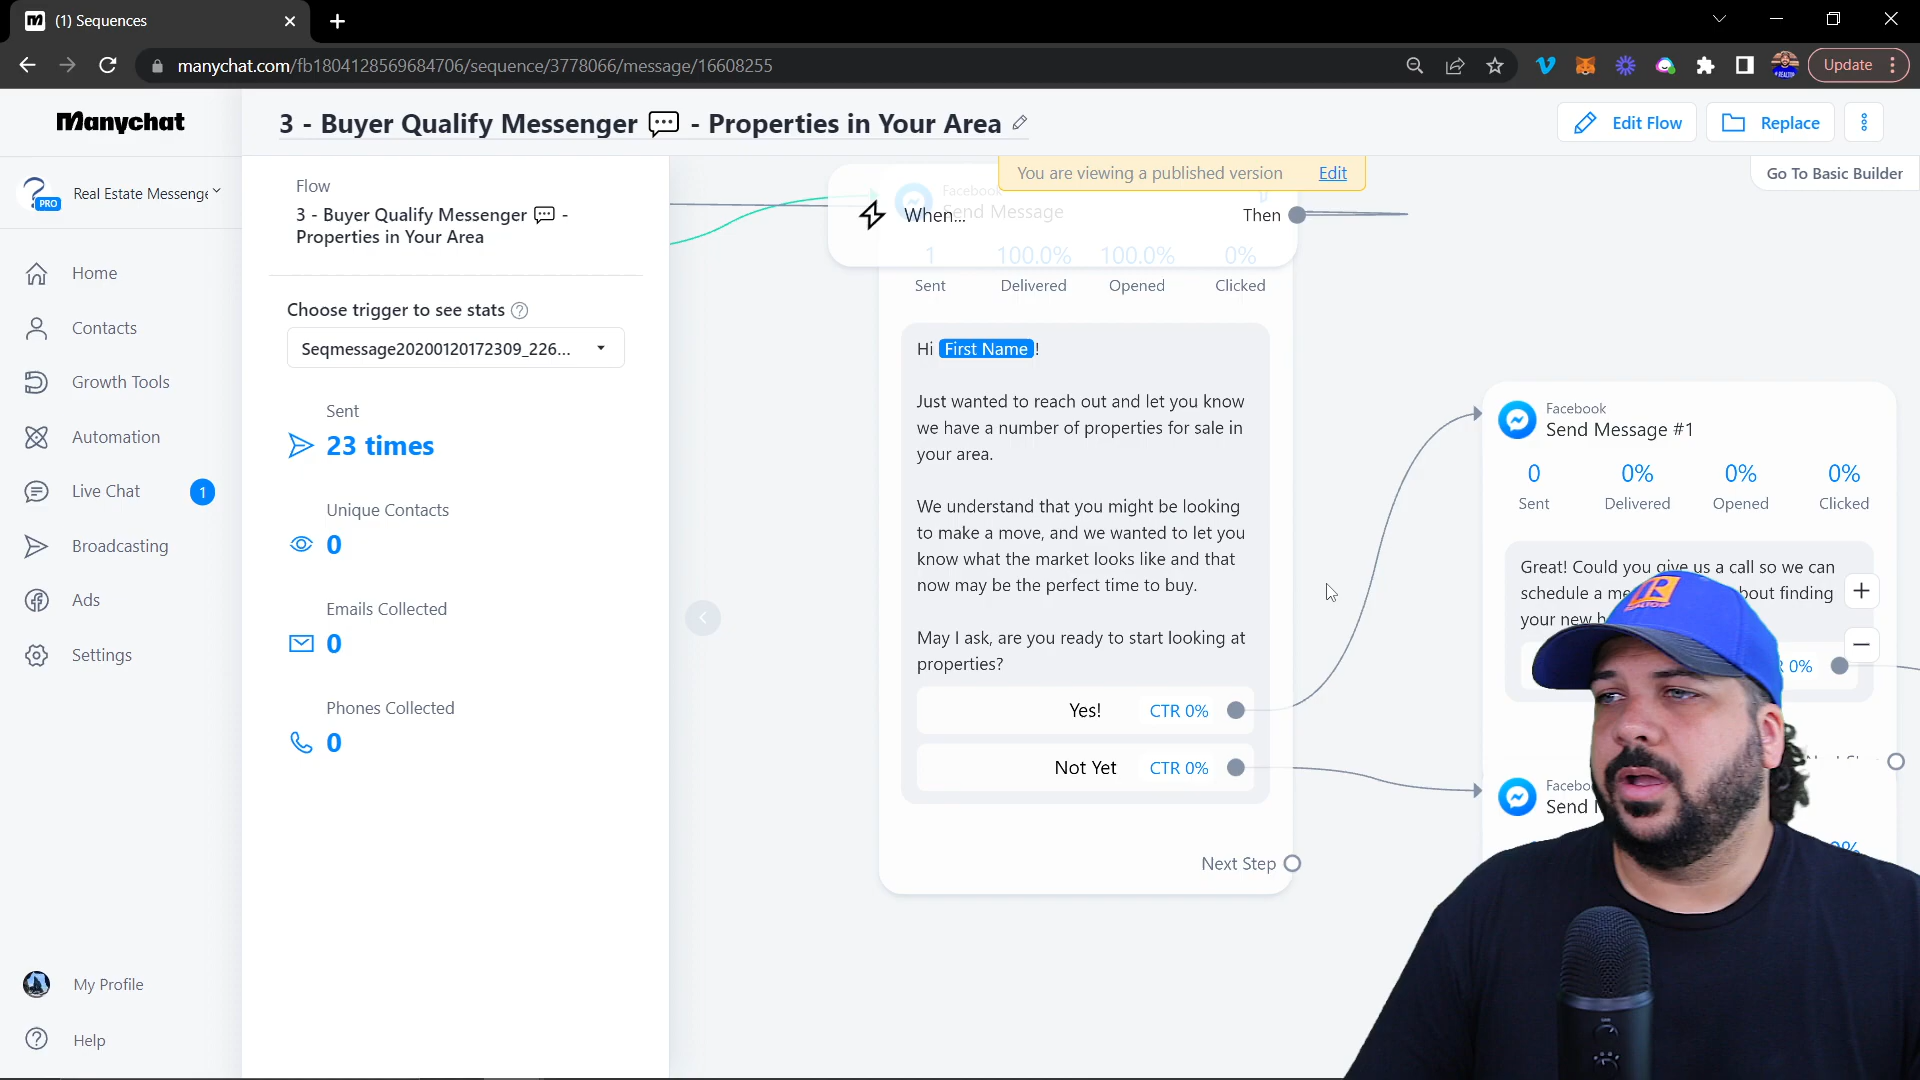 (1) Sequences
manychat.com/fb1804128569684706/sequence/3778066/message/16608255
Update
Manychat
3 - Buyer Qualify Messenger 💬 - Properties in Your Area
Edit Flow
Replace
You are viewing a published version Edit
Go To Basic Builder
PRO
Real Estate Messenge
Home
Contacts
Growth Tools
Automation
Live Chat
1
Broadcasting
Ads
Settings
My Profile
Help
Flow
3 - Buyer Qualify Messenger 💬 -
Properties in Your Area
Choose trigger to see stats
Seqmessage20200120172309_226...
Sent
23 times
Unique Contacts
0
Emails Collected
0
Phones Collected
0
Facebook
Send Message
When...
Then
1 100.0% 100.0% 0%
Sent Delivered Opened Clicked
Hi First Name !
Just wanted to reach out and let you know
we have a number of properties for sale in
your area.
We understand that you might be looking
to make a move, and we wanted to let you
know what the market looks like and that
now may be the perfect time to buy.
May I ask, are you ready to start looking at
properties?
Yes! CTR 0%
Not Yet CTR 0%
Next Step
Facebook
Send Message #1
0 0% 0% 0%
Sent Delivered Opened Clicked
Great! Could you give us a call so we can
schedule a bout finding
your new
0%
Send
REALTOR